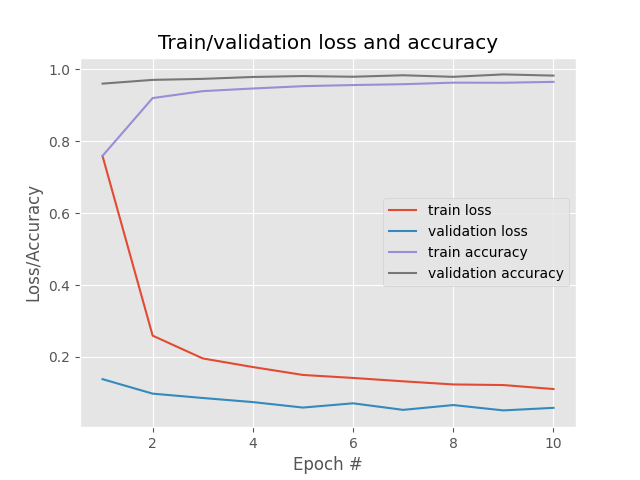 Train/validation loss and accuracy
1.0
0.8
0.6
0.4
0.2
Loss/Accuracy
train loss
validation loss
train accuracy
validation accuracy
2 4 6 8 10
Epoch #